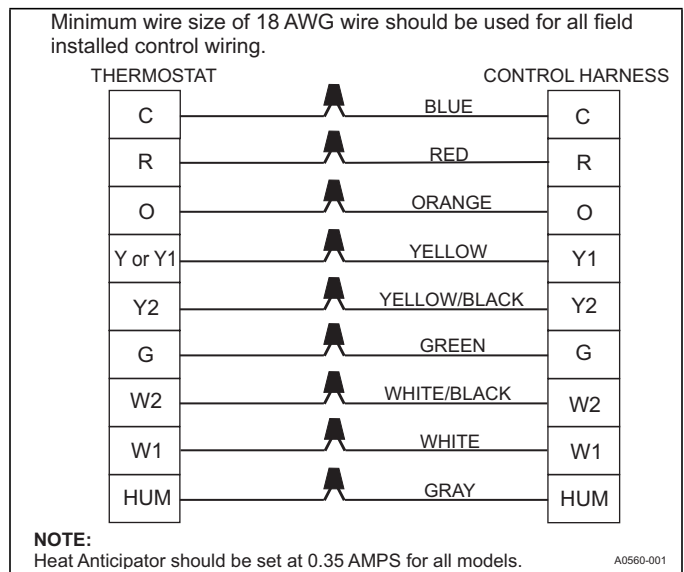 Minimum wire size of 18 AWG wire should be used for all field
installed control wiring.
THERMOSTAT CONTROL HARNESS
C BLUE C
R RED R
O ORANGE O
Y or Y1 YELLOW Y1
Y2 YELLOW/BLACK Y2
G GREEN G
W2 WHITE/BLACK W2
W1 WHITE W1
HUM GRAY HUM
NOTE:
Heat Anticipator should be set at 0.35 AMPS for all models.
A0560-001